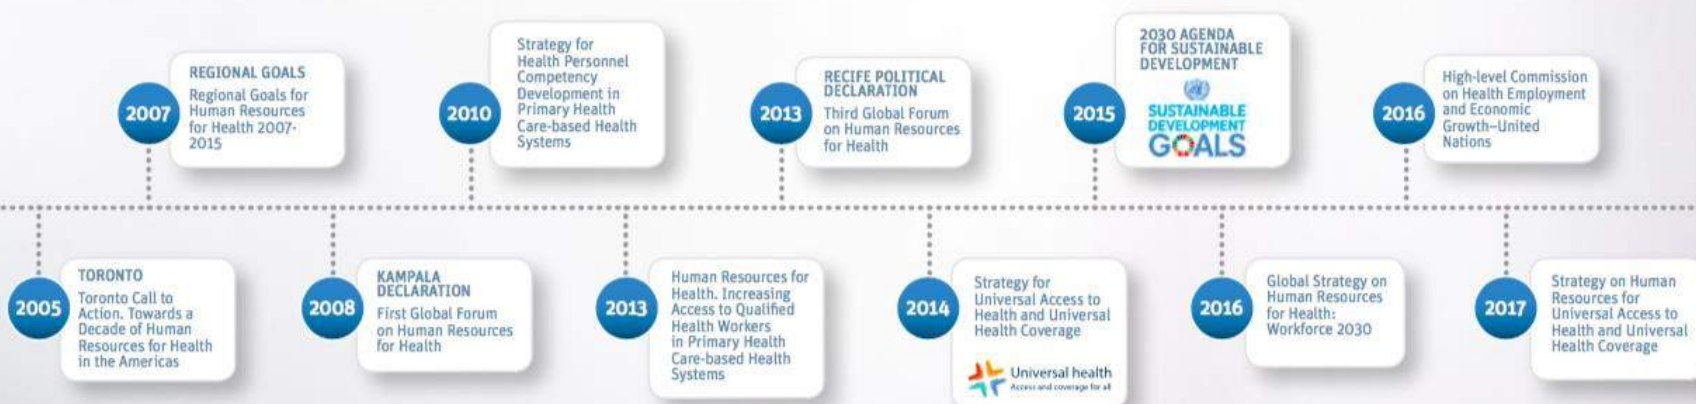 2007
REGIONAL GOALS
Regional Goals for
Human Resources
for Health 2007-
2015
2010
Strategy for
Health Personnel
Competency
Development in
Primary Health
Care-based Health
Systems
2013
RECIFE POLITICAL
DECLARATION
Third Global Forum
on Human Resources
for Health
2015
2030 AGENDA
FOR SUSTAINABLE
DEVELOPMENT
SUSTAINABLE
DEVELOPMENT
GOALS
2016
High-level Commission
on Health Employment
and Economic
Growth–United
Nations
2005
TORONTO
Toronto Call to
Action. Towards a
Decade of Human
Resources for Health
in the Americas
2008
KAMPALA
DECLARATION
First Global Forum
on Human Resources
for Health
2013
Human Resources for
Health. Increasing
Access to Qualified
Health Workers
in Primary Health
Care-based Health
Systems
2014
Strategy for
Universal Access to
Health and Universal
Health Coverage
Universal health
Access and coverage for all
2016
Global Strategy on
Human Resources
for Health:
Workforce 2030
2017
Strategy on Human
Resources for
Universal Access to
Health and Universal
Health Coverage